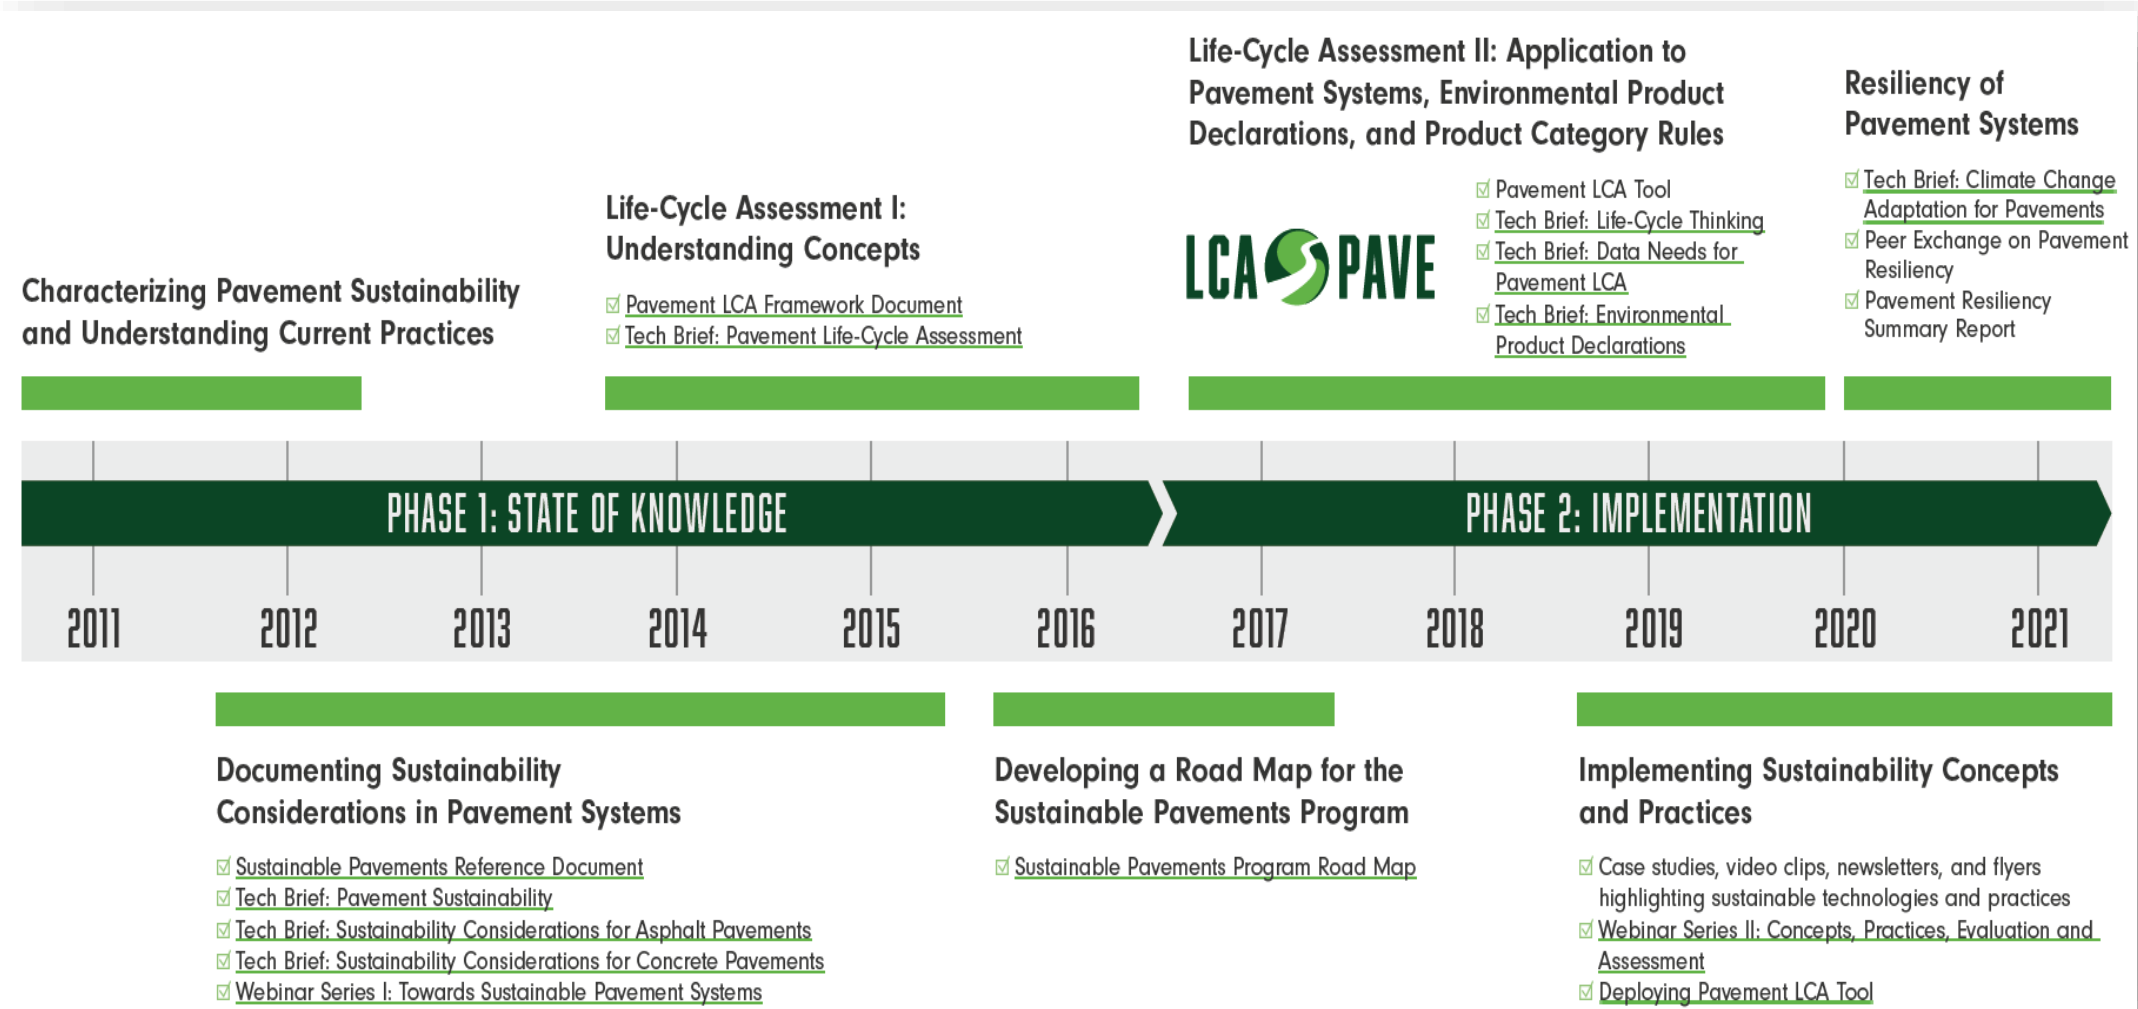 Characterizing Pavement Sustainability
and Understanding Current Practices
Life-Cycle Assessment I:
Understanding Concepts
☑ Pavement LCA Framework Document
☑ Tech Brief: Pavement Life-Cycle Assessment
Life-Cycle Assessment II: Application to
Pavement Systems, Environmental Product
Declarations, and Product Category Rules
LCA PAVE
☑ Pavement LCA Tool
☑ Tech Brief: Life-Cycle Thinking
☑ Tech Brief: Data Needs for
Pavement LCA
☑ Tech Brief: Environmental
Product Declarations
Resiliency of
Pavement Systems
☑ Tech Brief: Climate Change
Adaptation for Pavements
☑ Peer Exchange on Pavement
Resiliency
☑ Pavement Resiliency
Summary Report
PHASE 1: STATE OF KNOWLEDGE
PHASE 2: IMPLEMENTATION
2011 2012 2013 2014 2015 2016 2017 2018 2019 2020 2021
Documenting Sustainability
Considerations in Pavement Systems
☑ Sustainable Pavements Reference Document
☑ Tech Brief: Pavement Sustainability
☑ Tech Brief: Sustainability Considerations for Asphalt Pavements
☑ Tech Brief: Sustainability Considerations for Concrete Pavements
☑ Webinar Series I: Towards Sustainable Pavement Systems
Developing a Road Map for the
Sustainable Pavements Program
☑ Sustainable Pavements Program Road Map
Implementing Sustainability Concepts
and Practices
☑ Case studies, video clips, newsletters, and flyers
highlighting sustainable technologies and practices
☑ Webinar Series II: Concepts, Practices, Evaluation and
Assessment
☑ Deploying Pavement LCA Tool